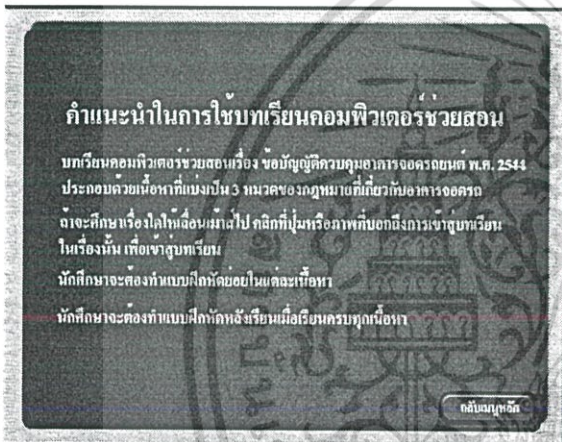 คำแนะนำในการใช้บทเรียนคอมพิวเตอร์ช่วยสอน
บทเรียนคอมพิวเตอร์ช่วยสอนเรื่อง ข้อบัญญัติควบคุมอาคารจอดรถยนต์ พ.ศ. 2544
ประกอบด้วยเนื้อหาที่แบ่งเป็น 3 หมวดของกฎหมายที่เกี่ยวกับอาคารจอดรถ
ถ้าจะศึกษาเรื่องใดให้เลื่อนเม้าส์ไป คลิกที่ปุ่มหรือภาพที่บอกถึงการเข้าสู่บทเรียน
ในเรื่องนั้น เพื่อเข้าสู่บทเรียน
นักศึกษาจะต้องทำแบบฝึกหัดย่อยในแต่ละเนื้อหา
นักศึกษาจะต้องทำแบบฝึกหัดหลังเรียนเมื่อเรียนครบทุกเนื้อหา
กลับเมนูหลัก